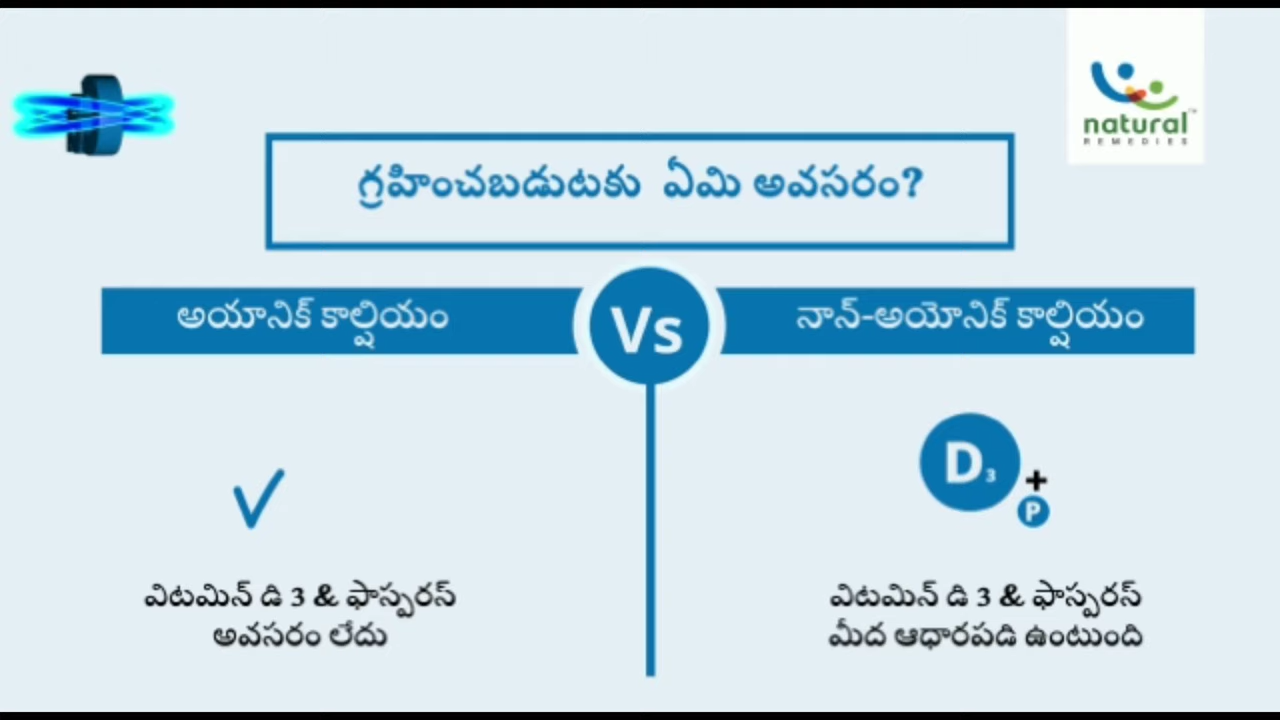 natural
REMEDIES
గ్రహించబడుటకు ఏమి అవసరం?
అయానిక్ కాల్షియం
Vs
నాన్-అయోనిక్ కాల్షియం
D3
+
P
విటమిన్ డి 3 & ఫాస్పరస్
అవసరం లేదు
విటమిన్ డి 3 & ఫాస్పరస్
మీద ఆధారపడి ఉంటుంది